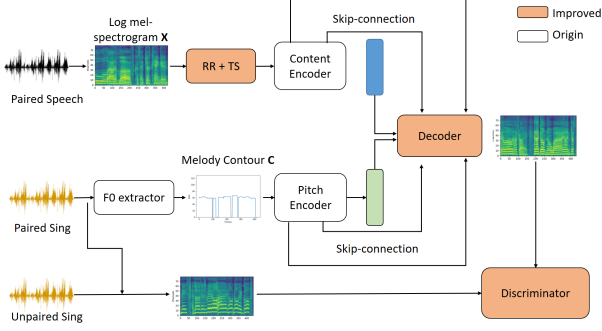 Log mel-
spectrogram X
Skip-connection
Improved
Origin
RR + TS
Content
Encoder
Paired Speech
Decoder
Melody Contour C
F0 extractor
Pitch
Encoder
Paired Sing
Skip-connection
Discriminator
Unpaired Sing